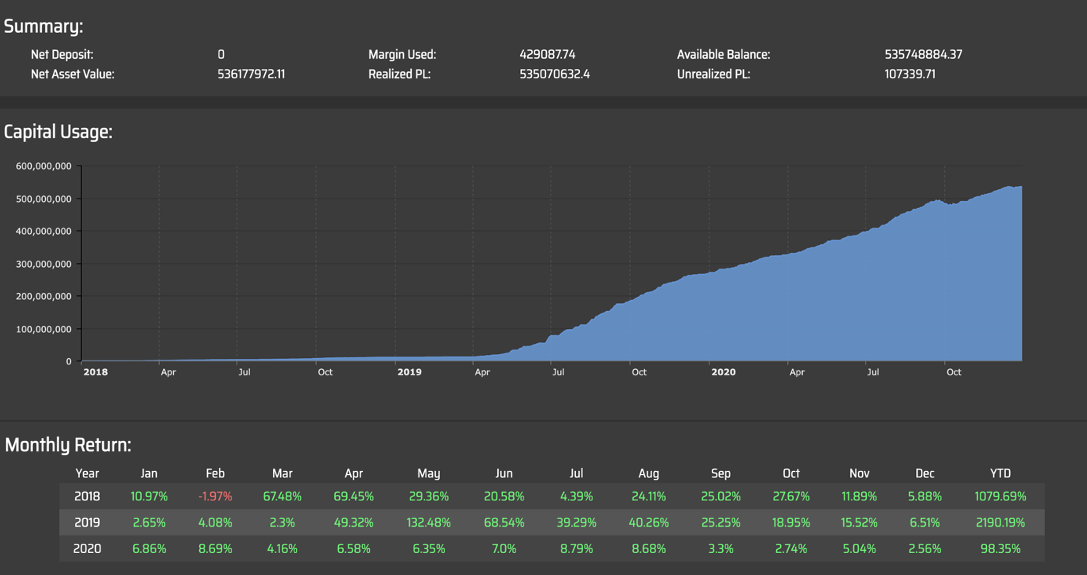 Summary:
Net Deposit: 0 Margin Used: 429087.74 Available Balance: 535748884.37
Net Asset Value: 536177972.11 Realized PL: 535070632.4 Unrealized PL: 107339.71
Capital Usage:
600,000,000
500,000,000
400,000,000
300,000,000
200,000,000
100,000,000
0
2018 Apr Jul Oct 2019 Apr Jul Oct 2020 Apr Jul Oct
Monthly Return:
Year Jan Feb Mar Apr May Jun Jul Aug Sep Oct Nov Dec YTD
2018 10.97% -1.97% 67.48% 69.45% 29.36% 20.58% 4.39% 24.11% 25.02% 27.67% 11.89% 5.88% 1079.69%
2019 2.65% 4.08% 2.3% 49.32% 132.48% 68.54% 39.29% 40.26% 25.25% 18.95% 15.52% 6.51% 2190.19%
2020 6.86% 8.69% 4.16% 6.58% 6.35% 7.0% 8.79% 8.68% 3.3% 2.74% 5.04% 2.56% 98.35%